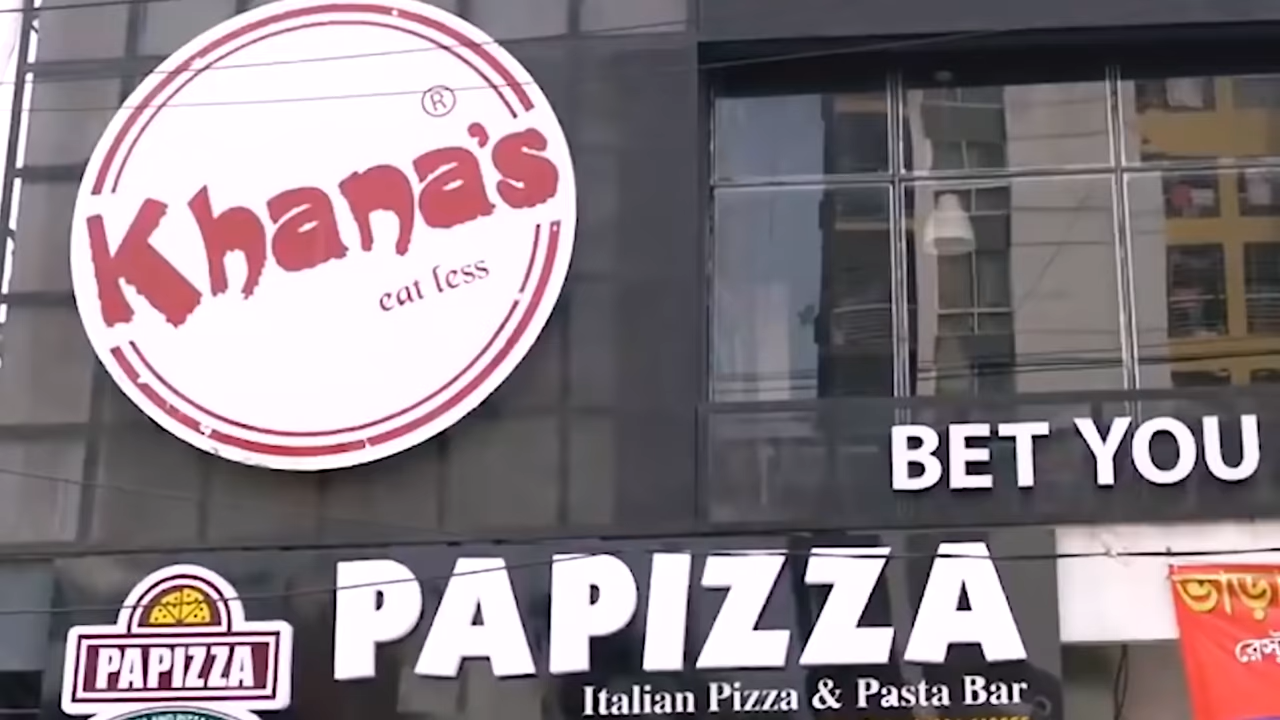 ®
Khana's
eat less
BET YOU
PAPIZZA
PAPIZZA
Italian Pizza & Pasta Bar
ভাড়া